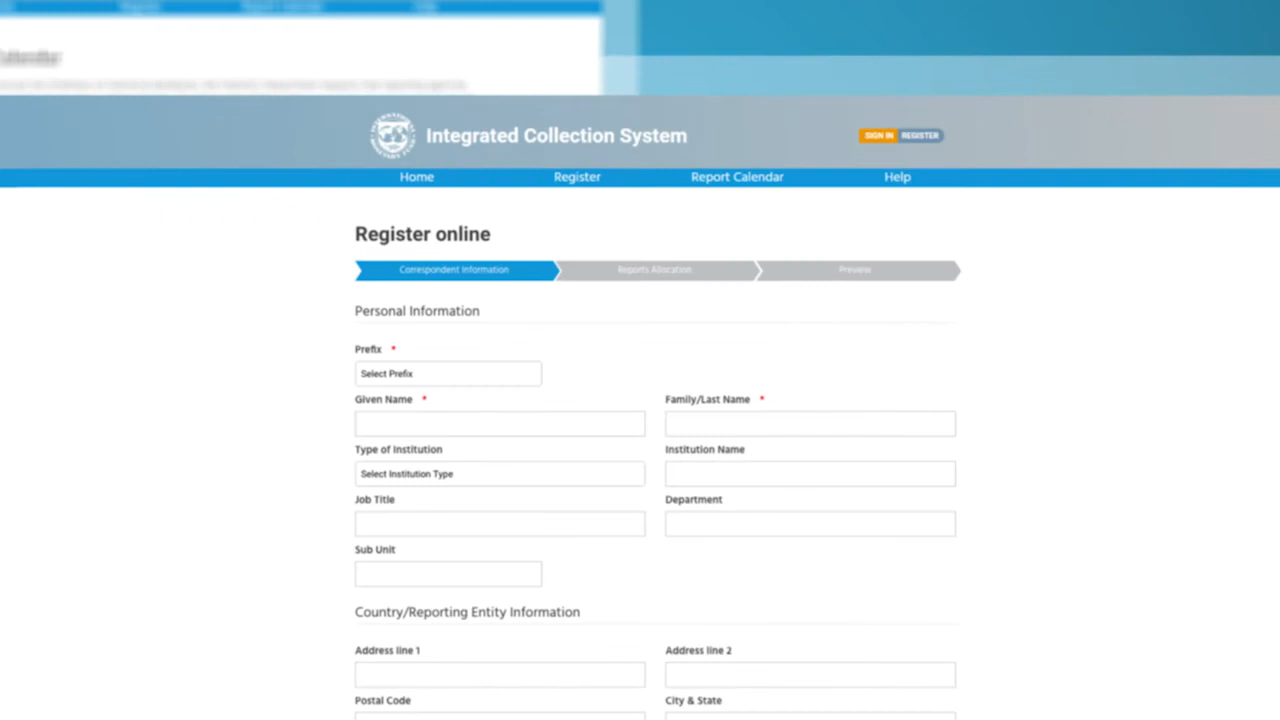 Integrated Collection System
SIGN IN REGISTER
Home Register Report Calendar Help
Register online
Correspondent Information Reports Allocation Preview
Personal Information
Prefix *
Select Prefix
Given Name * Family/Last Name *
Type of Institution Institution Name
Select Institution Type
Job Title Department
Sub Unit
Country/Reporting Entity Information
Address line 1 Address line 2
Postal Code City & State